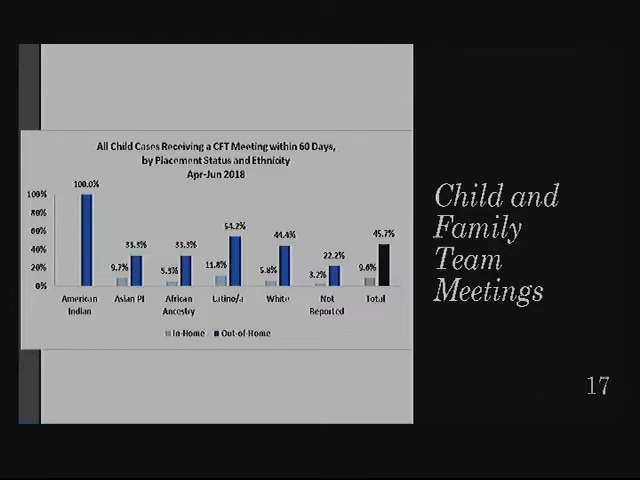 All Child Cases Receiving a CFT Meeting within 60 Days,
by Placement Status and Ethnicity
Apr-Jun 2018
100%
80%
60%
40%
20%
0%
100.0%
9.7% 33.3%
5.3% 33.3%
11.8% 54.2%
5.8% 44.4%
3.2% 22.2%
9.6% 45.7%
American Indian
Asian PI
African Ancestry
Latino/a
White
Not Reported
Total
In-Home Out-of-Home
Child and
Family
Team
Meetings
17